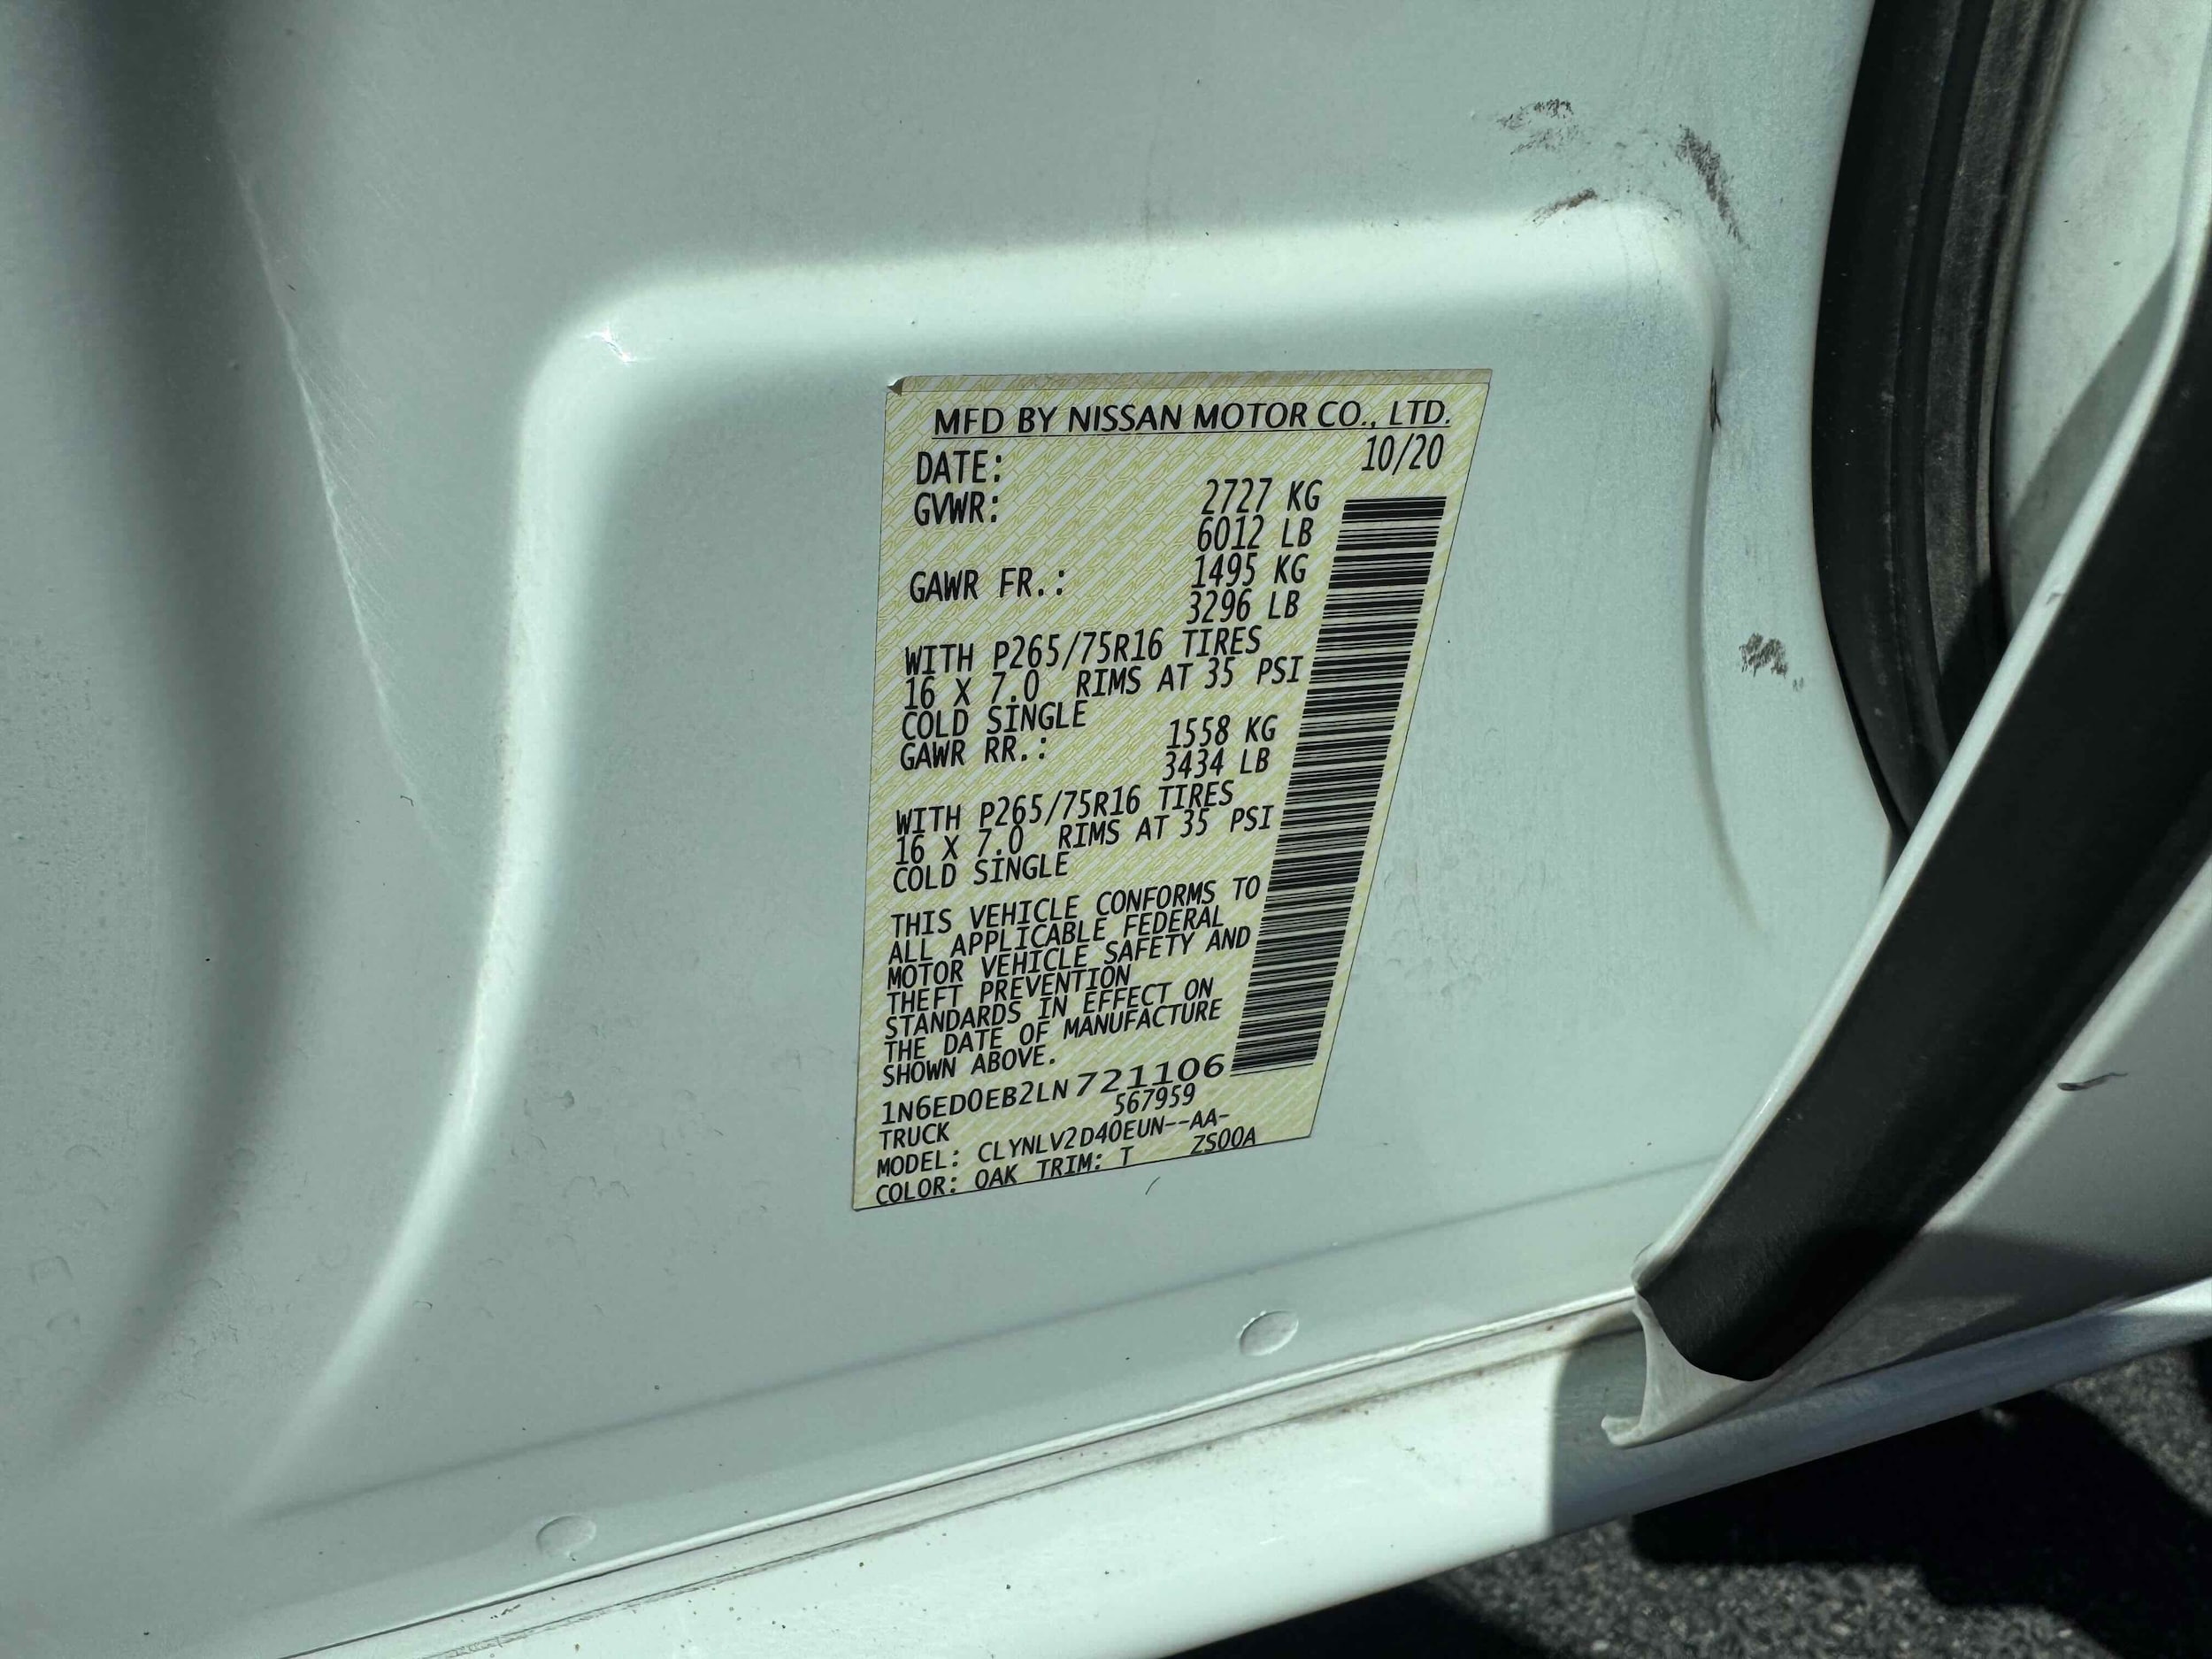 MFD BY NISSAN MOTOR CO., LTD.
DATE: 10/20
GVWR: 2727 KG
6012 LB
GAWR FR.: 1495 KG
3296 LB
WITH P265/75R16 TIRES
16 X 7.0 RIMS AT 35 PSI
COLD SINGLE
GAWR RR.: 1558 KG
3434 LB
WITH P265/75R16 TIRES
16 X 7.0 RIMS AT 35 PSI
COLD SINGLE
THIS VEHICLE CONFORMS TO
ALL APPLICABLE FEDERAL
MOTOR VEHICLE SAFETY AND
THEFT PREVENTION
STANDARDS IN EFFECT ON
THE DATE OF MANUFACTURE
SHOWN ABOVE.
1N6ED0EB2LN721106
TRUCK 567959
MODEL: CLYNLV2D40EUN--AA-
COLOR: OAK TRIM: T ZS00A